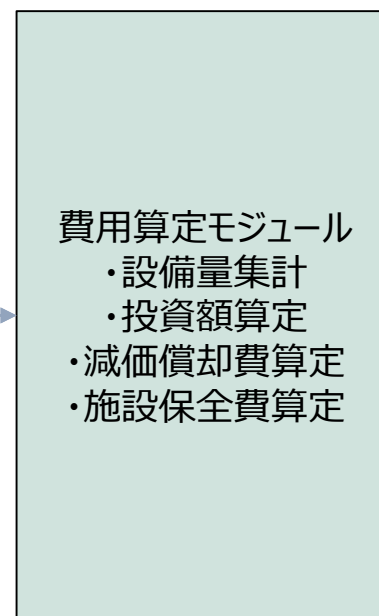 費用算定モジュール
・設備量集計
・投資額算定
・減価償却費算定
・施設保全費算定